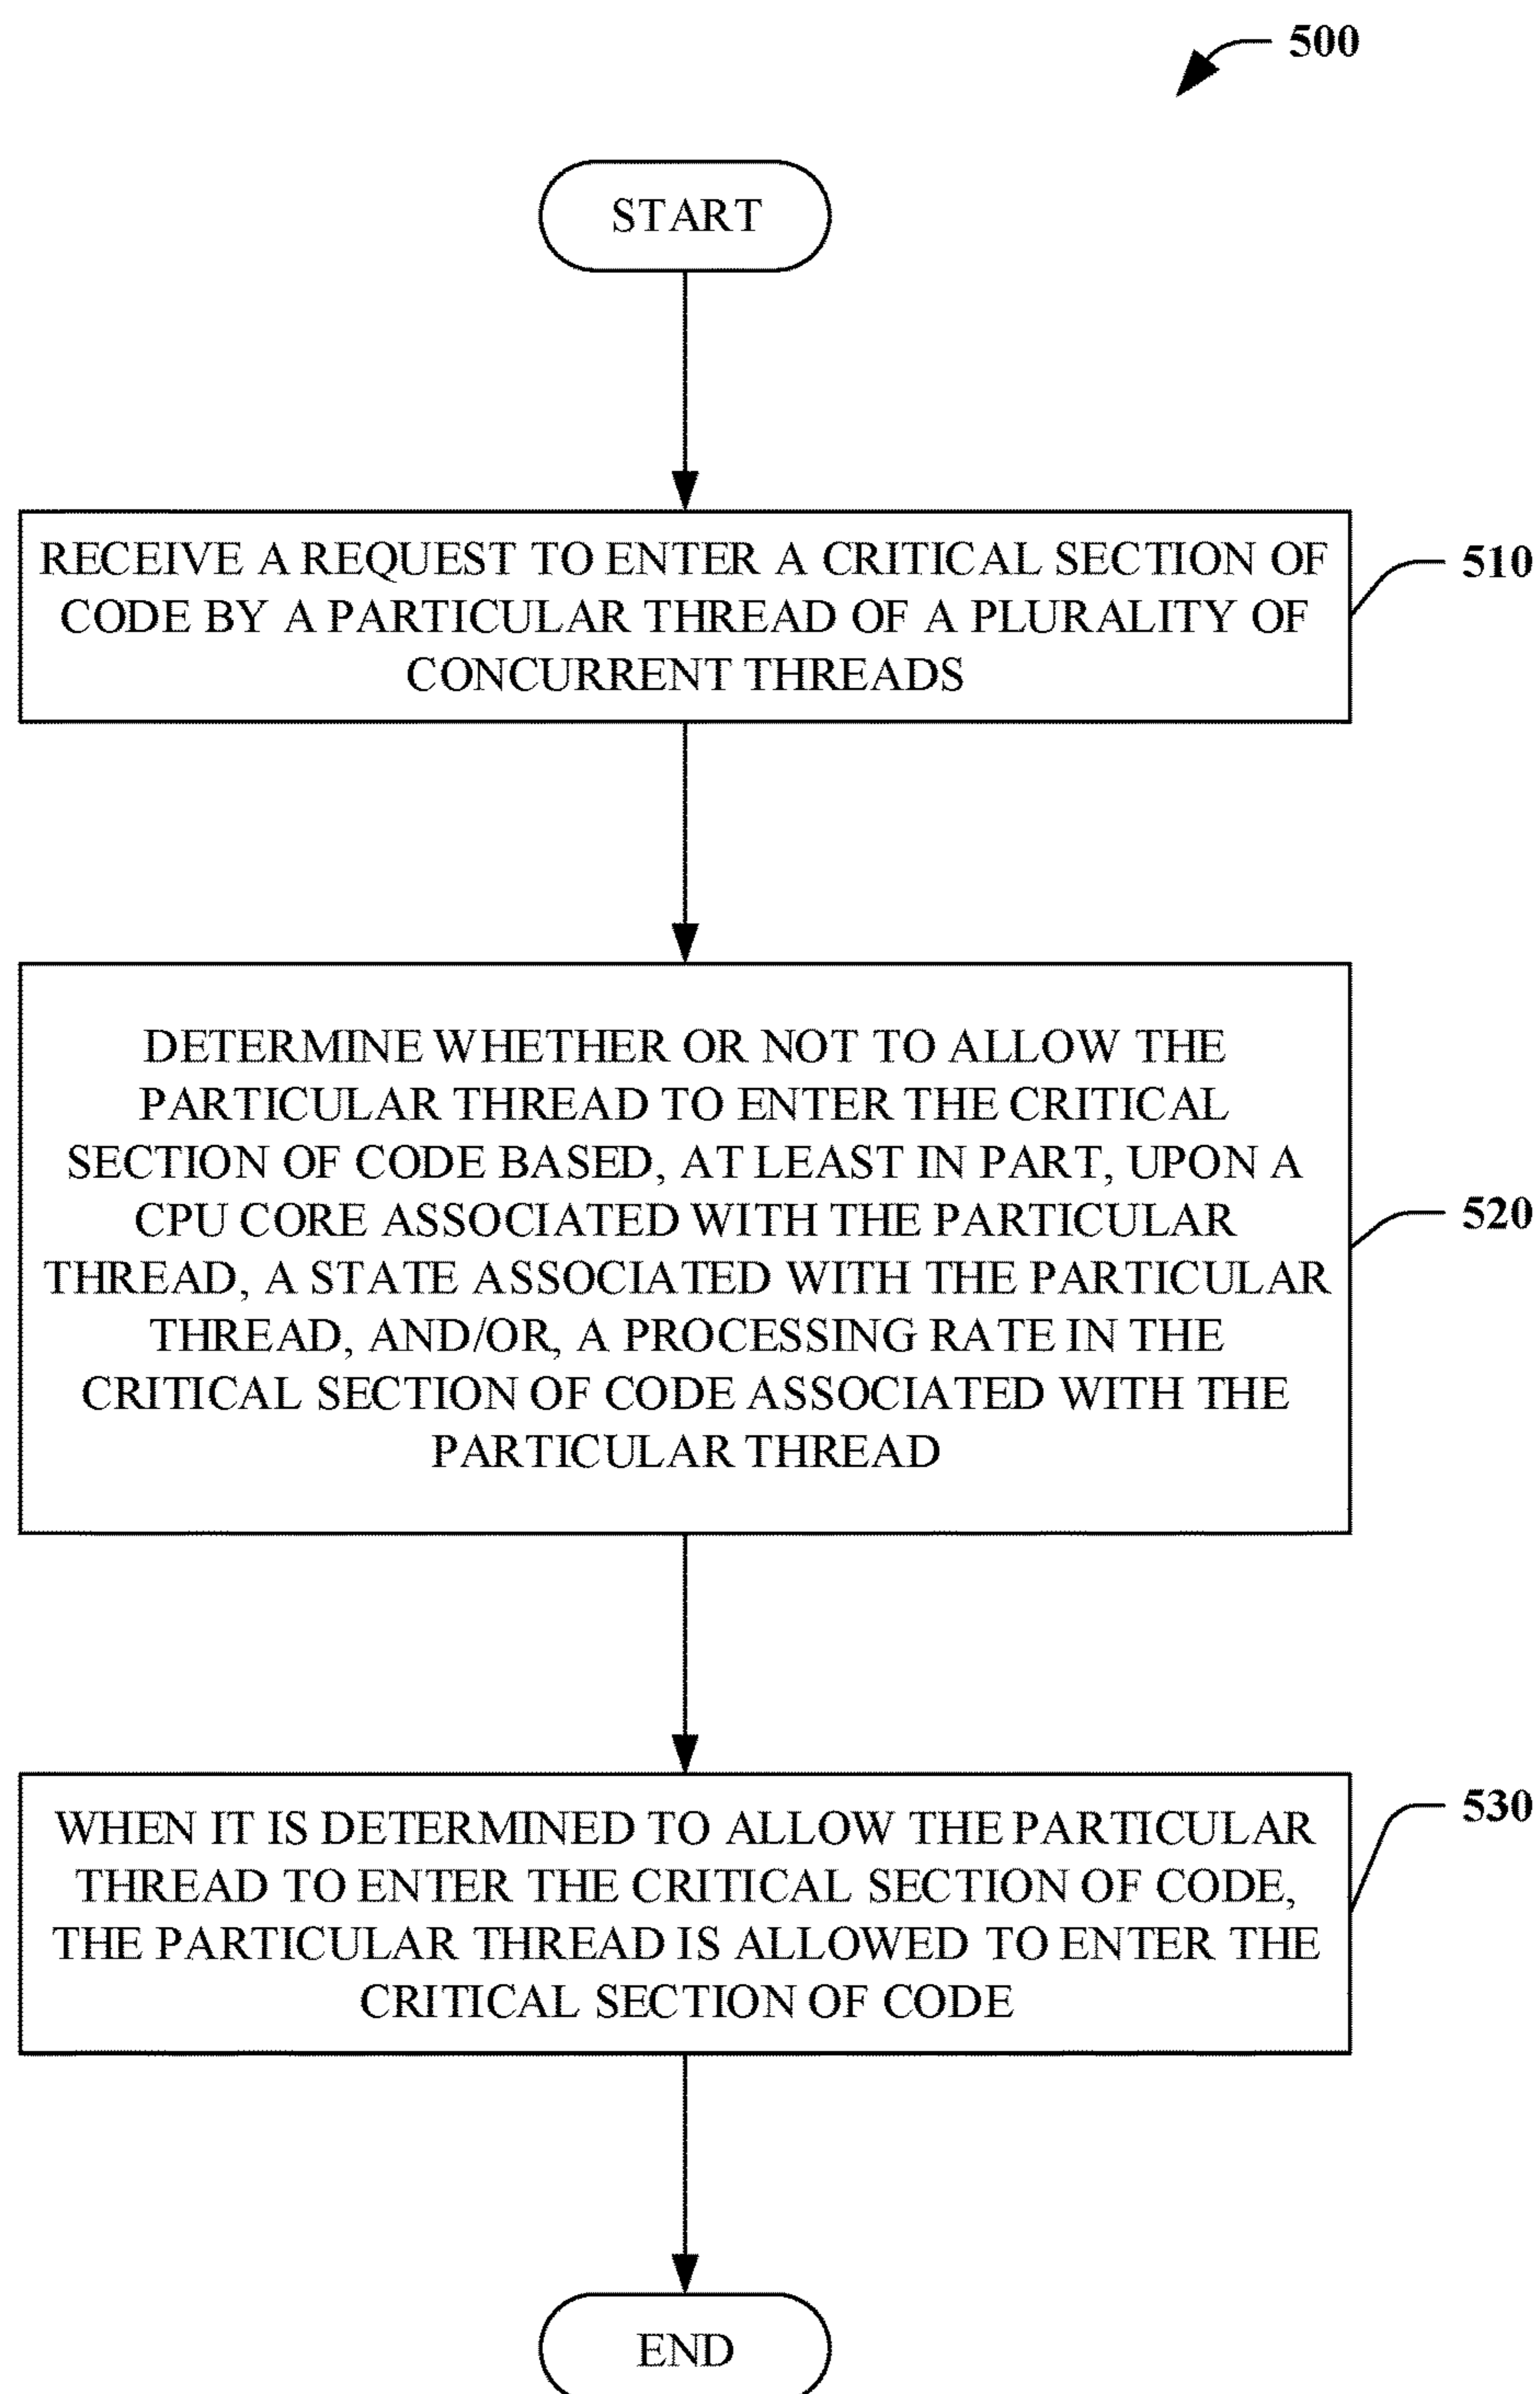 500
START
RECEIVE A REQUEST TO ENTER A CRITICAL SECTION OF
CODE BY A PARTICULAR THREAD OF A PLURALITY OF
CONCURRENT THREADS
510
DETERMINE WHETHER OR NOT TO ALLOW THE
PARTICULAR THREAD TO ENTER THE CRITICAL
SECTION OF CODE BASED, AT LEAST IN PART, UPON A
CPU CORE ASSOCIATED WITH THE PARTICULAR
THREAD, A STATE ASSOCIATED WITH THE PARTICULAR
THREAD, AND/OR, A PROCESSING RATE IN THE
CRITICAL SECTION OF CODE ASSOCIATED WITH THE
PARTICULAR THREAD
520
WHEN IT IS DETERMINED TO ALLOW THE PARTICULAR
THREAD TO ENTER THE CRITICAL SECTION OF CODE,
THE PARTICULAR THREAD IS ALLOWED TO ENTER THE
CRITICAL SECTION OF CODE
530
END